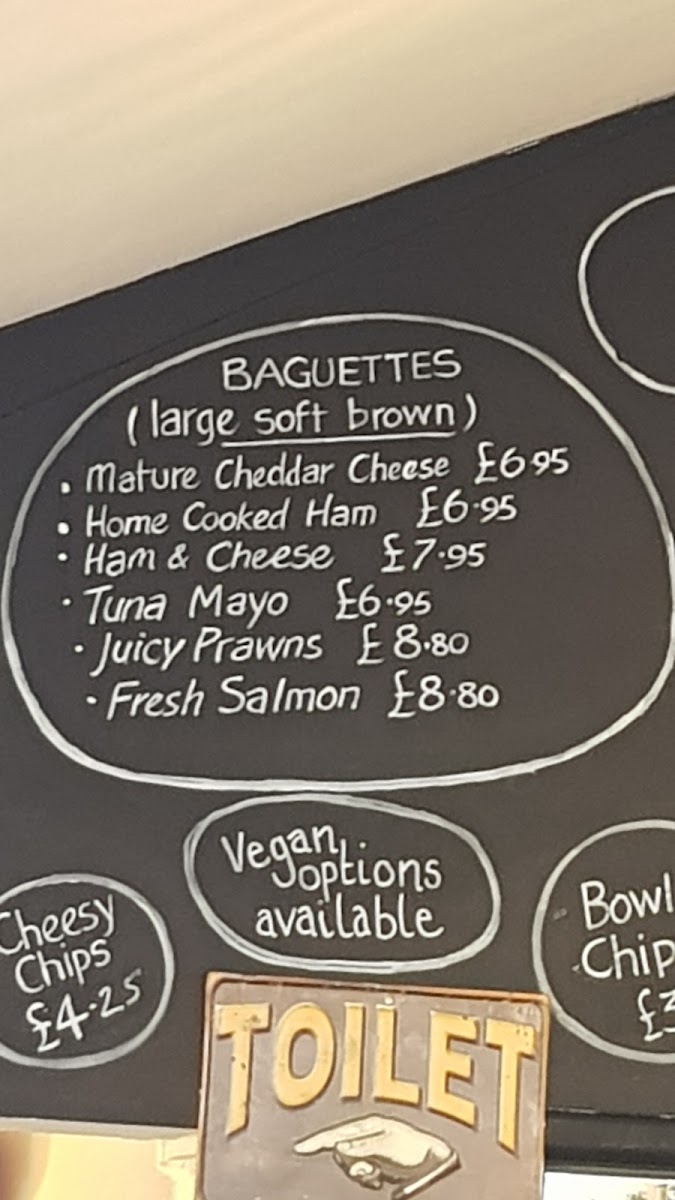 BAGUETTES
(large soft brown)
• Mature Cheddar Cheese £6.95
• Home Cooked Ham £6.95
• Ham & Cheese £7.95
• Tuna Mayo £6.95
• Juicy Prawns £8.80
• Fresh Salmon £8.80
Vegan
options
available
Cheesy
Chips
£4.25
Bowl
Chip
£3
TOILET